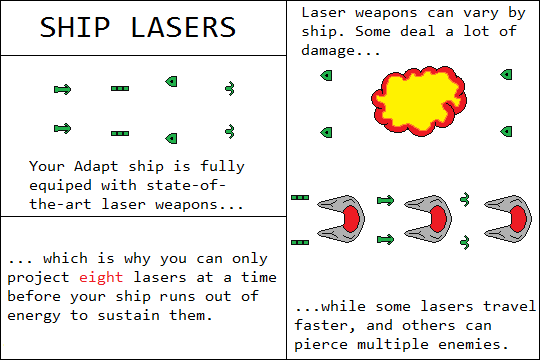 SHIP LASERS
Your Adapt ship is fully
equiped with state-of-
the-art laser weapons...
... which is why you can only
project eight lasers at a time
before your ship runs out of
energy to sustain them.
Laser weapons can vary by
ship. Some deal a lot of
damage...
...while some lasers travel
faster, and others can
pierce multiple enemies.